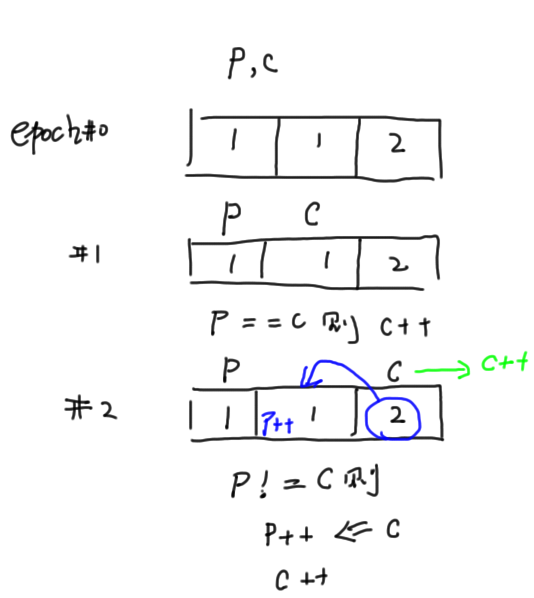 P, C
epoch#0
1 1 2
P C
#1
1 1 2
P == C 则 C++
P C → C++
#2
1 P++ 1 2
P != C 则
P++ ⇐ C
C++